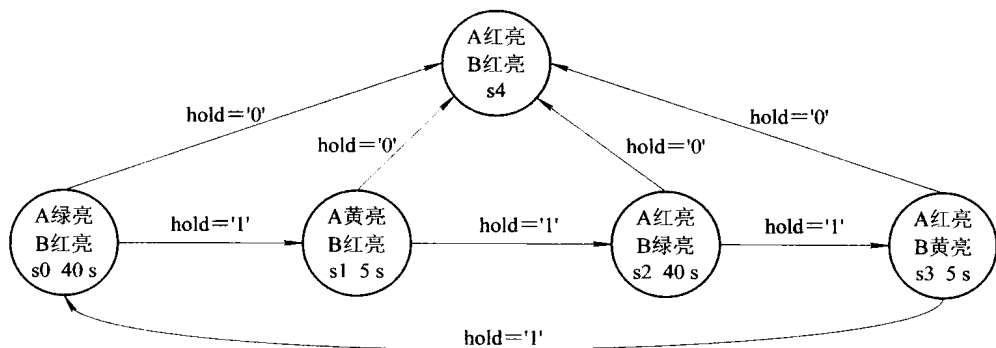 A红亮
B红亮
s4
hold='0'
hold='0'
hold='0'
hold='0'
A绿亮
B红亮
s0 40 s
hold='1'
A黄亮
B红亮
s1 5 s
hold='1'
A红亮
B绿亮
s2 40 s
hold='1'
A红亮
B黄亮
s3 5 s
hold='1'